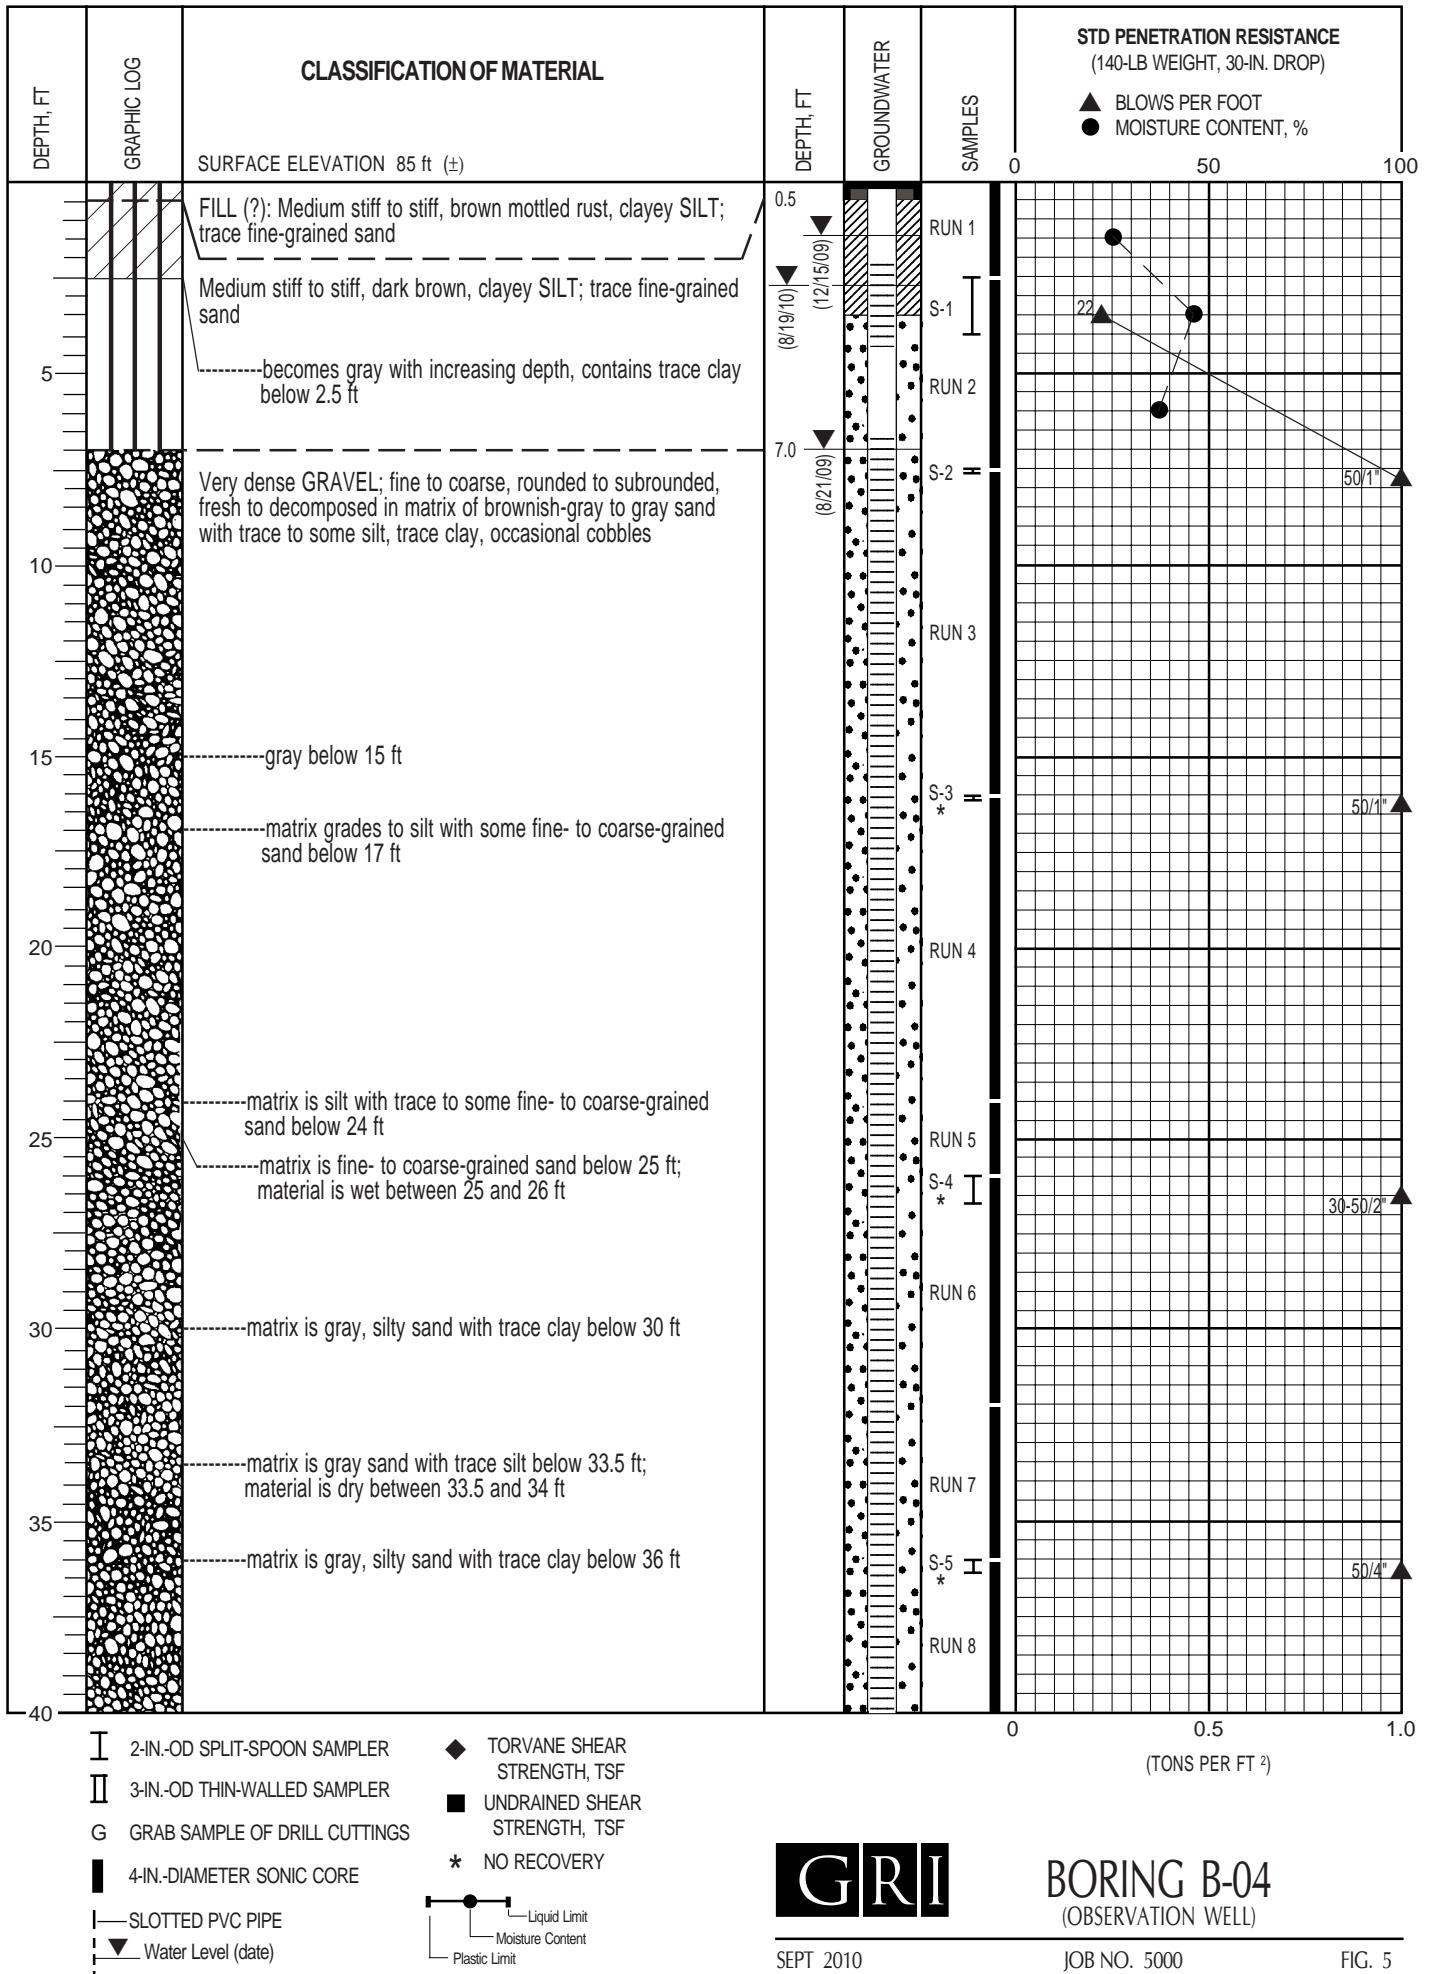 DEPTH, FT
GRAPHIC LOG
CLASSIFICATION OF MATERIAL
SURFACE ELEVATION 85 ft (±)
DEPTH, FT
GROUNDWATER
SAMPLES
STD PENETRATION RESISTANCE
(140-LB WEIGHT, 30-IN. DROP)
▲ BLOWS PER FOOT
● MOISTURE CONTENT, %
0 50 100
FILL (?): Medium stiff to stiff, brown mottled rust, clayey SILT;
trace fine-grained sand
0.5
(12/15/09)
RUN 1
Medium stiff to stiff, dark brown, clayey SILT; trace fine-grained
sand
(8/19/10)
S-1
22
5
becomes gray with increasing depth, contains trace clay
below 2.5 ft
RUN 2
7.0
(8/21/09)
S-2
50/1"
Very dense GRAVEL; fine to coarse, rounded to subrounded,
fresh to decomposed in matrix of brownish-gray to gray sand
with trace to some silt, trace clay, occasional cobbles
10
RUN 3
15
gray below 15 ft
S-3
*
50/1"
matrix grades to silt with some fine- to coarse-grained
sand below 17 ft
20
RUN 4
matrix is silt with trace to some fine- to coarse-grained
sand below 24 ft
25
RUN 5
matrix is fine- to coarse-grained sand below 25 ft;
material is wet between 25 and 26 ft
S-4
*
30-50/2"
RUN 6
30
matrix is gray, silty sand with trace clay below 30 ft
matrix is gray sand with trace silt below 33.5 ft;
material is dry between 33.5 and 34 ft
RUN 7
35
matrix is gray, silty sand with trace clay below 36 ft
S-5
*
50/4"
RUN 8
40
0 0.5 1.0
(TONS PER FT ²)
2-IN.-OD SPLIT-SPOON SAMPLER
3-IN.-OD THIN-WALLED SAMPLER
G GRAB SAMPLE OF DRILL CUTTINGS
4-IN.-DIAMETER SONIC CORE
SLOTTED PVC PIPE
Water Level (date)
◆ TORVANE SHEAR
STRENGTH, TSF
■ UNDRAINED SHEAR
STRENGTH, TSF
* NO RECOVERY
Liquid Limit
Moisture Content
Plastic Limit
GRI
BORING B-04
(OBSERVATION WELL)
SEPT 2010 JOB NO. 5000 FIG. 5